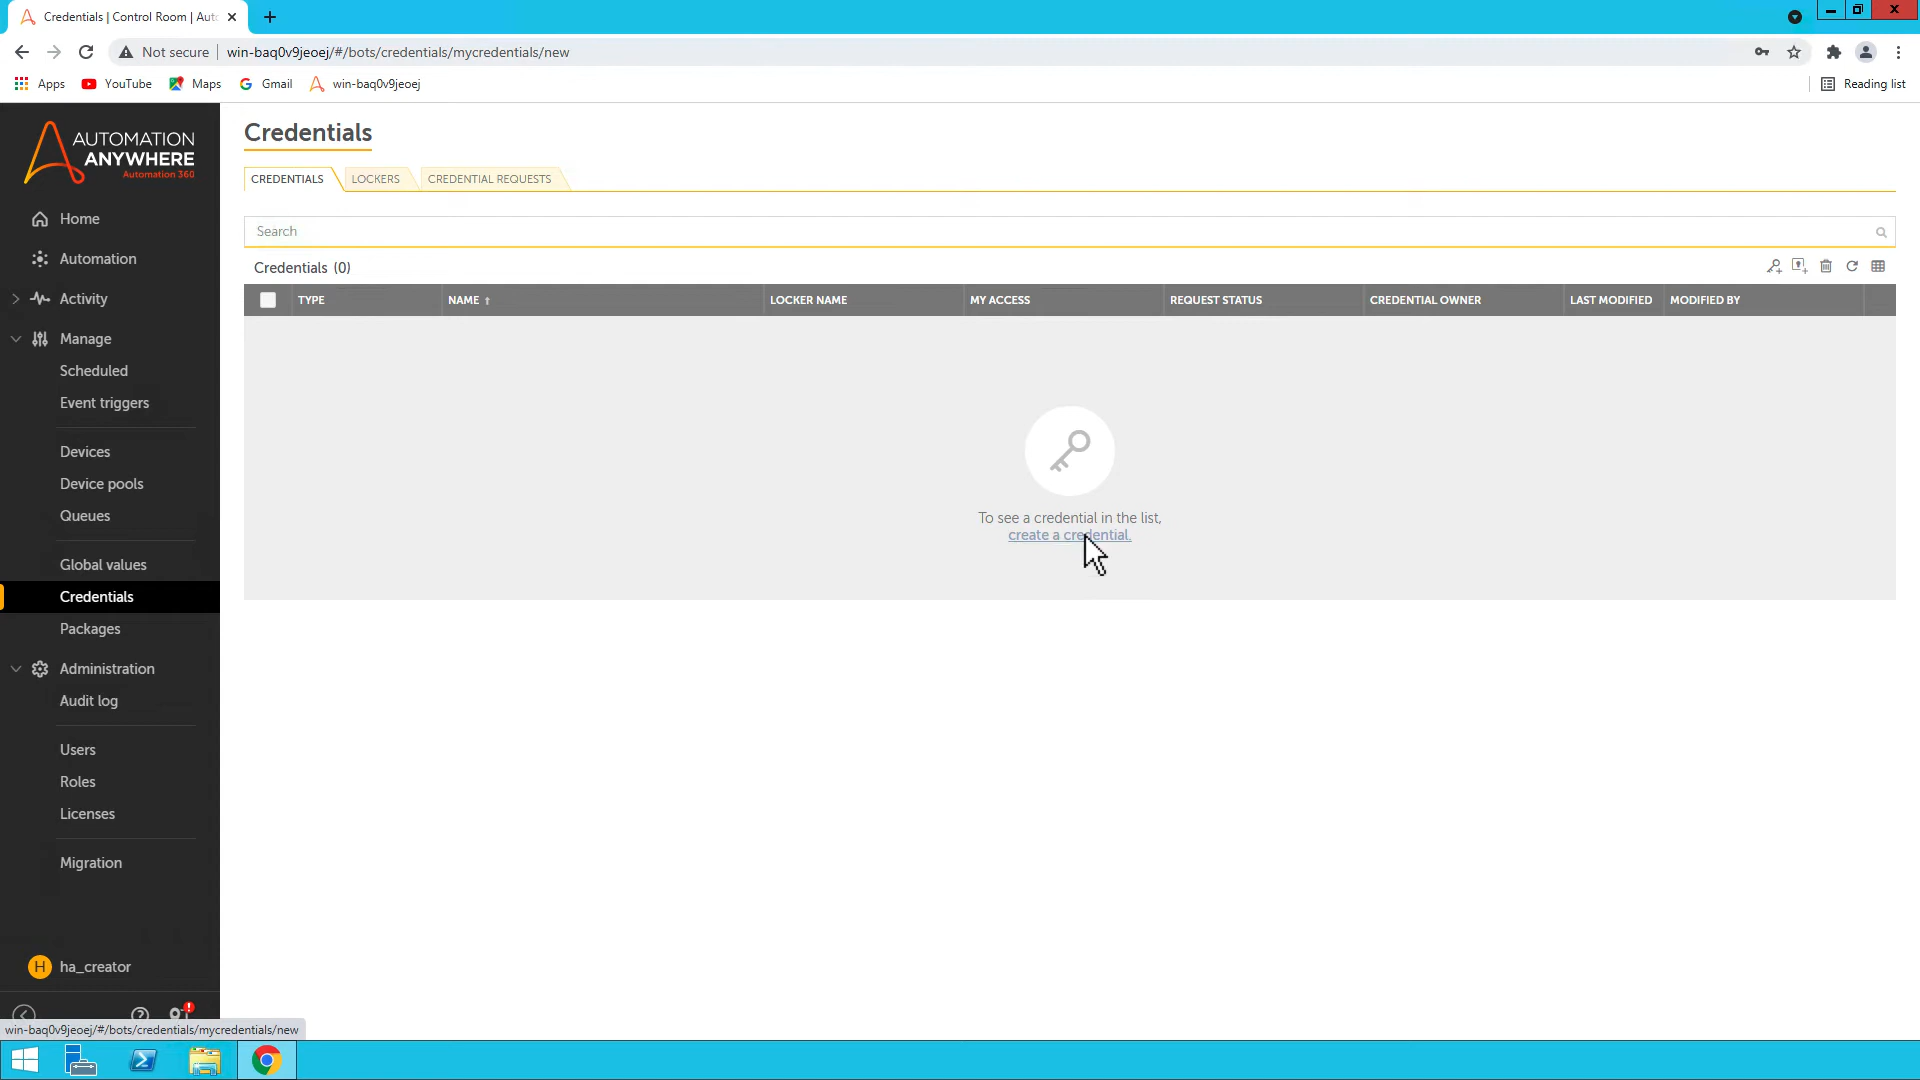 Credentials | Control Room | Auto
Not secure
win-baq0v9jeoej/#/bots/credentials/mycredentials/new
Apps
YouTube
Maps
Gmail
win-baq0v9jeoej
Reading list
AUTOMATION
ANYWHERE
Automation 360
Home
Automation
Activity
Manage
Scheduled
Event triggers
Devices
Device pools
Queues
Global values
Credentials
Packages
Administration
Audit log
Users
Roles
Licenses
Migration
H ha_creator
Credentials
CREDENTIALS
LOCKERS
CREDENTIAL REQUESTS
Search
Credentials (0)
TYPE
NAME
LOCKER NAME
MY ACCESS
REQUEST STATUS
CREDENTIAL OWNER
LAST MODIFIED
MODIFIED BY
To see a credential in the list,
create a credential.
win-baq0v9jeoej/#/bots/credentials/mycredentials/new